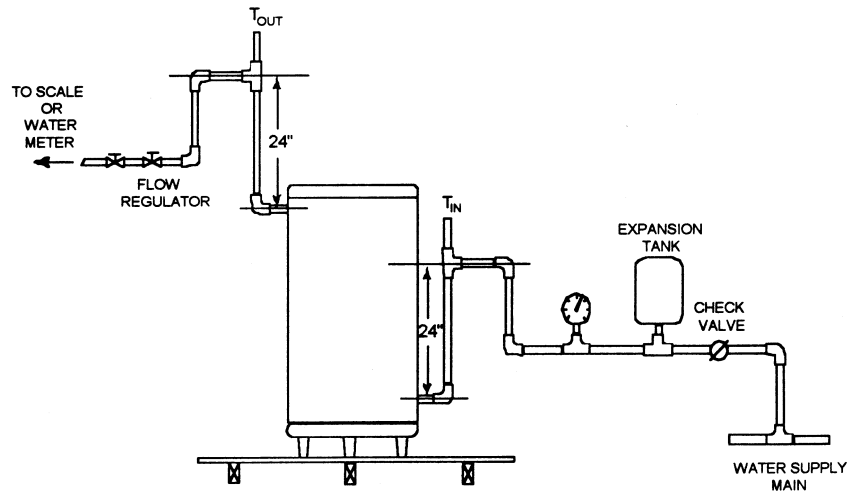 T_OUT
TO SCALE
OR
WATER
METER
24"
FLOW
REGULATOR
T_IN
EXPANSION
TANK
CHECK
VALVE
24"
WATER SUPPLY
MAIN